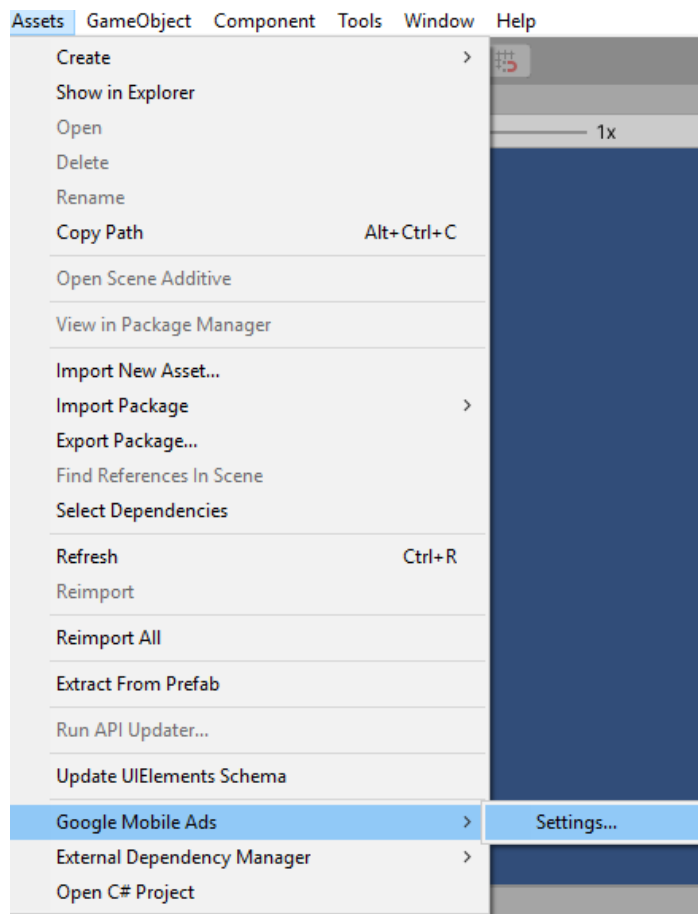 Assets GameObject Component Tools Window Help
Create
1x
Show in Explorer
Open
Delete
Rename
Copy Path Alt+Ctrl+C
Open Scene Additive
View in Package Manager
Import New Asset...
Import Package
Export Package...
Find References In Scene
Select Dependencies
Refresh Ctrl+R
Reimport
Reimport All
Extract From Prefab
Run API Updater...
Update UIElements Schema
Google Mobile Ads Settings...
External Dependency Manager
Open C# Project